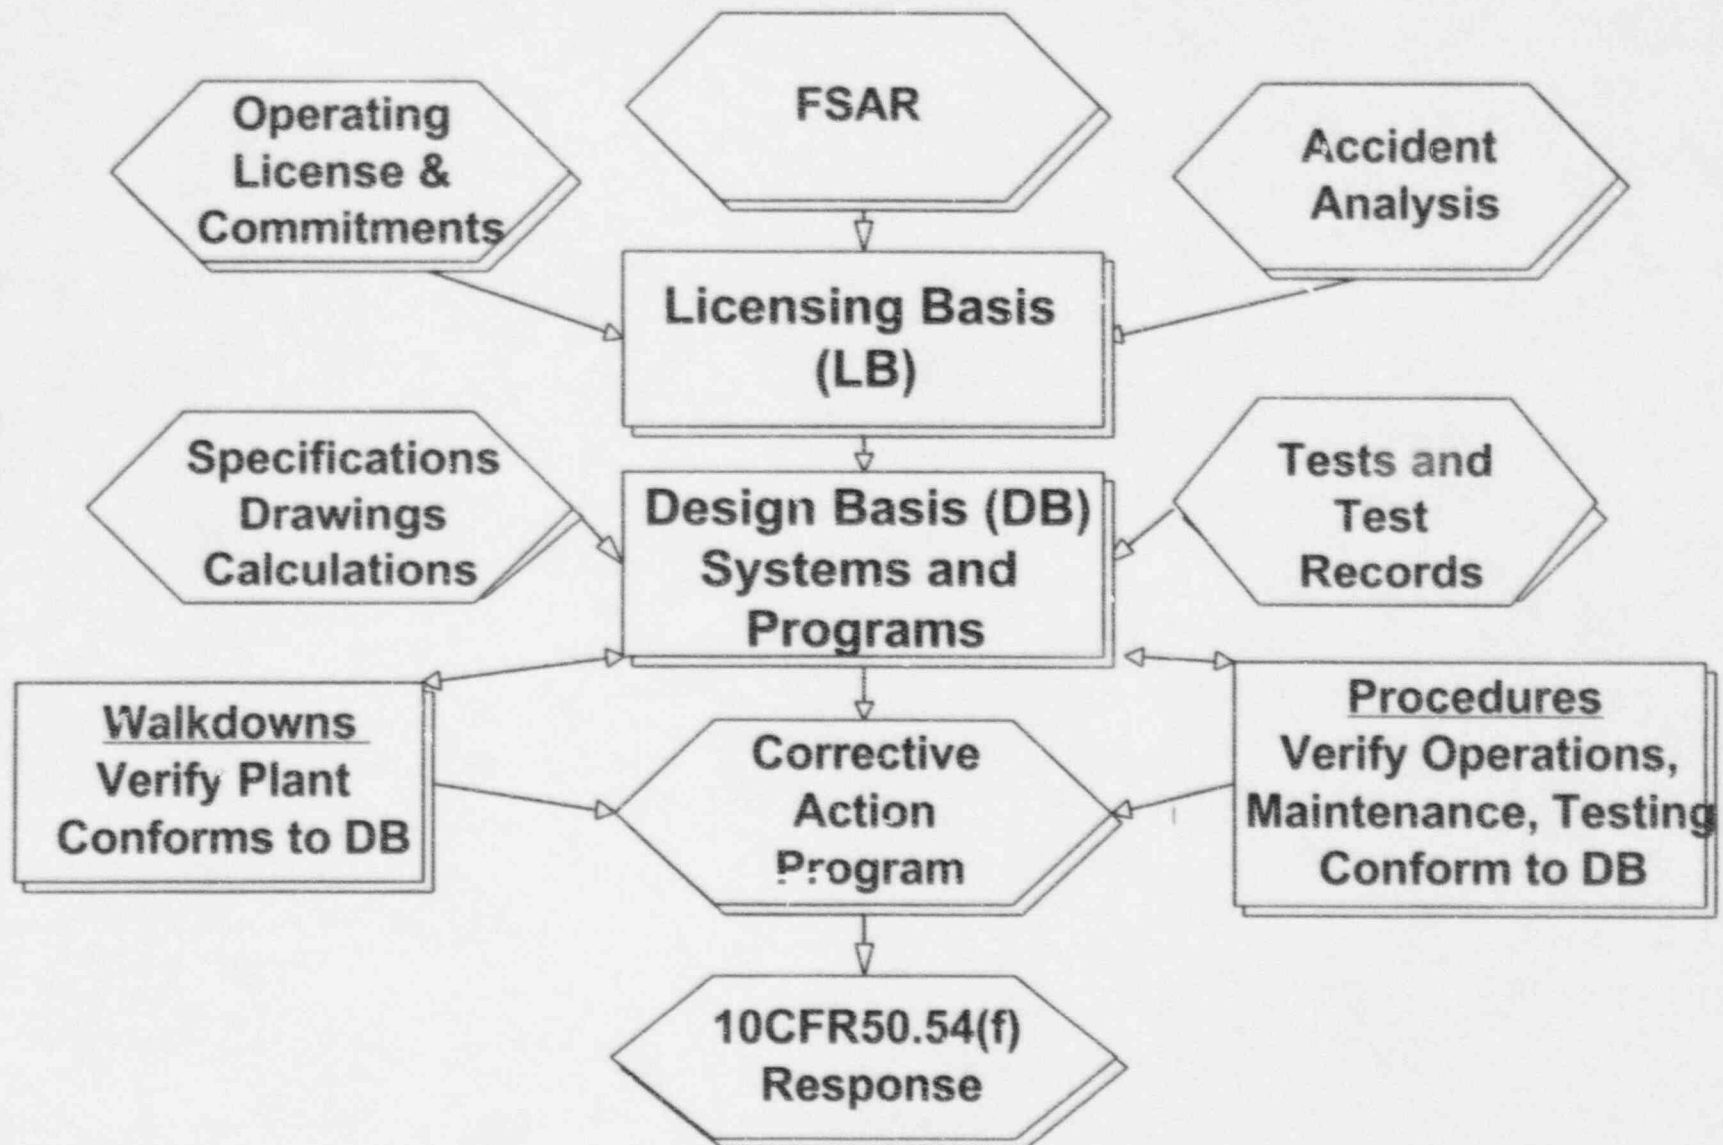 FSAR
Operating
License &
Commitments
Accident
Analysis
Licensing Basis
(LB)
Specifications
Drawings
Calculations
Design Basis (DB)
Systems and
Programs
Tests and
Test
Records
Walkdowns
Verify Plant
Conforms to DB
Corrective
Action
Program
Procedures
Verify Operations,
Maintenance, Testing
Conform to DB
10CFR50.54(f)
Response